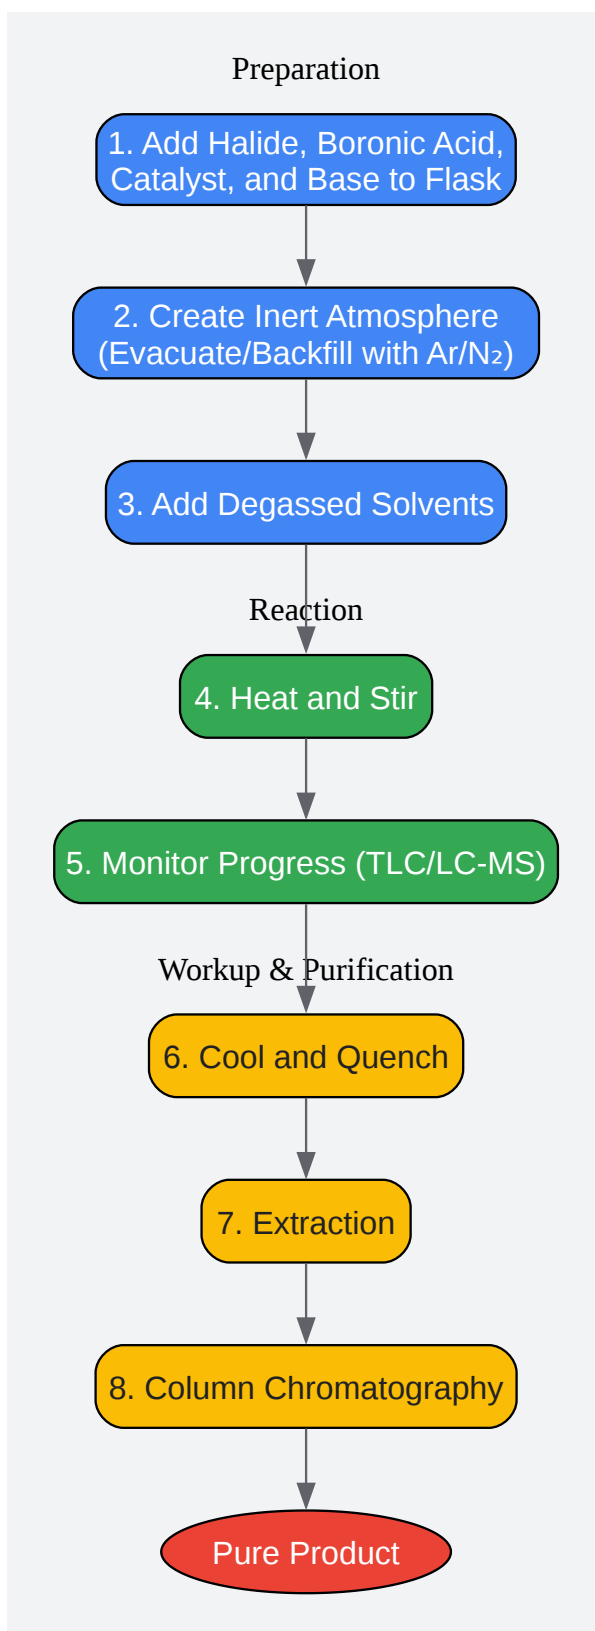 Preparation
1. Add Halide, Boronic Acid,
Catalyst, and Base to Flask
2. Create Inert Atmosphere
(Evacuate/Backfill with Ar/N₂)
3. Add Degassed Solvents
Reaction
4. Heat and Stir
5. Monitor Progress (TLC/LC-MS)
Workup & Purification
6. Cool and Quench
7. Extraction
8. Column Chromatography
Pure Product